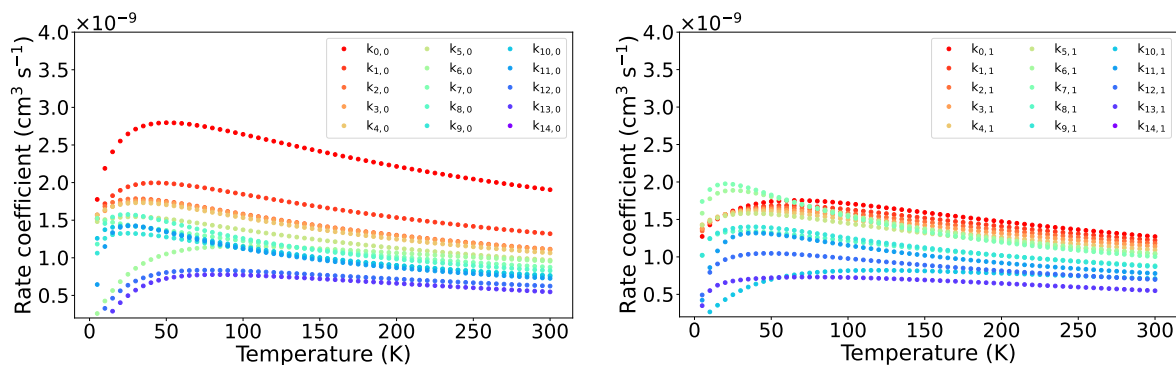 ×10⁻⁹
4.0
3.5
3.0
2.5
2.0
1.5
1.0
0.5
Rate coefficient (cm³ s⁻¹)
k₀,₀ k₅,₀ k₁₀,₀
k₁,₀ k₆,₀ k₁₁,₀
k₂,₀ k₇,₀ k₁₂,₀
k₃,₀ k₈,₀ k₁₃,₀
k₄,₀ k₉,₀ k₁₄,₀
0 50 100 150 200 250 300
Temperature (K)
×10⁻⁹
4.0
3.5
3.0
2.5
2.0
1.5
1.0
0.5
Rate coefficient (cm³ s⁻¹)
k₀,₁ k₅,₁ k₁₀,₁
k₁,₁ k₆,₁ k₁₁,₁
k₂,₁ k₇,₁ k₁₂,₁
k₃,₁ k₈,₁ k₁₃,₁
k₄,₁ k₉,₁ k₁₄,₁
0 50 100 150 200 250 300
Temperature (K)